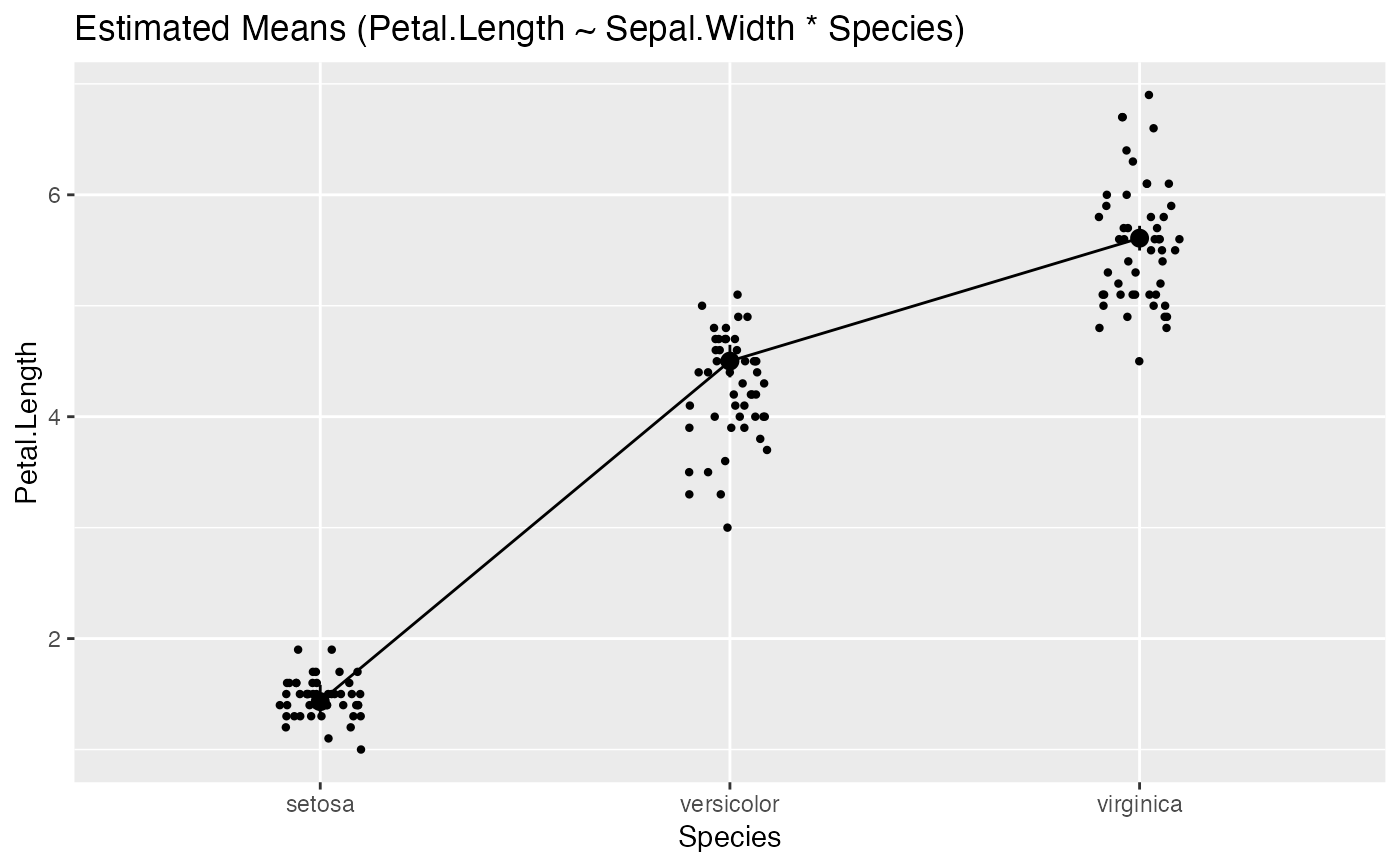 Estimated Means (Petal.Length ~ Sepal.Width * Species)
Petal.Length
6
4
2
setosa
versicolor
virginica
Species